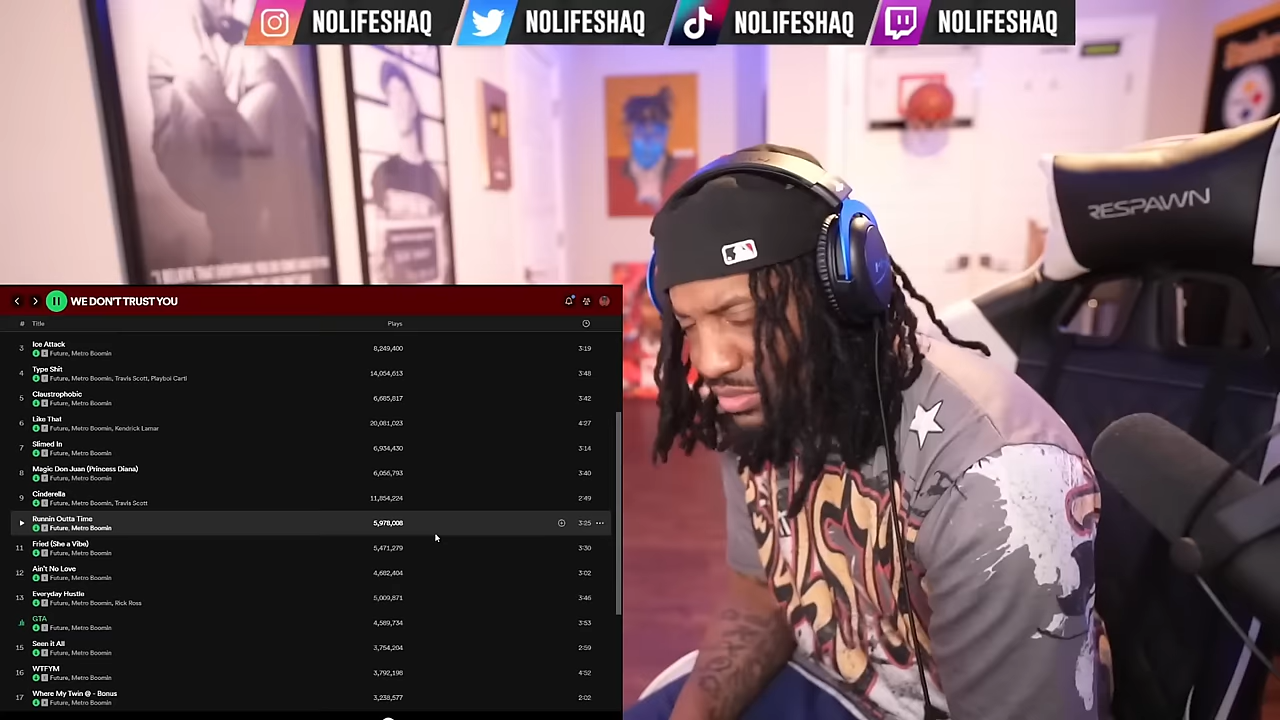 NOLIFESHAQ NOLIFESHAQ NOLIFESHAQ NOLIFESHAQ
RESPAWN
WE DON'T TRUST YOU
# Title Plays
3 Ice Attack 8,249,400 3:19
E Future, Metro Boomin
4 Type Shit 14,054,613 3:48
E Future, Metro Boomin, Travis Scott, Playboi Carti
5 Claustrophobic 6,685,817 3:42
E Future, Metro Boomin
6 Like That 20,081,023 4:27
E Future, Metro Boomin, Kendrick Lamar
7 Slimed In 6,934,430 3:14
E Future, Metro Boomin
8 Magic Don Juan (Princess Diana) 6,056,793 3:40
E Future, Metro Boomin
9 Cinderella 11,854,224 2:49
E Future, Metro Boomin, Travis Scott
Runnin Outta Time 5,978,008 3:25
E Future, Metro Boomin
11 Fried (She a Vibe) 5,471,279 3:30
E Future, Metro Boomin
12 Ain't No Love 4,682,404 3:02
E Future, Metro Boomin
13 Everyday Hustle 5,009,871 3:46
E Future, Metro Boomin, Rick Ross
GTA 4,589,734 3:53
E Future, Metro Boomin
15 Seen it All 3,754,204 2:59
E Future, Metro Boomin
16 WTFYM 3,792,198 4:52
E Future, Metro Boomin
17 Where My Twin @ - Bonus 3,238,577 2:02
E Future, Metro Boomin